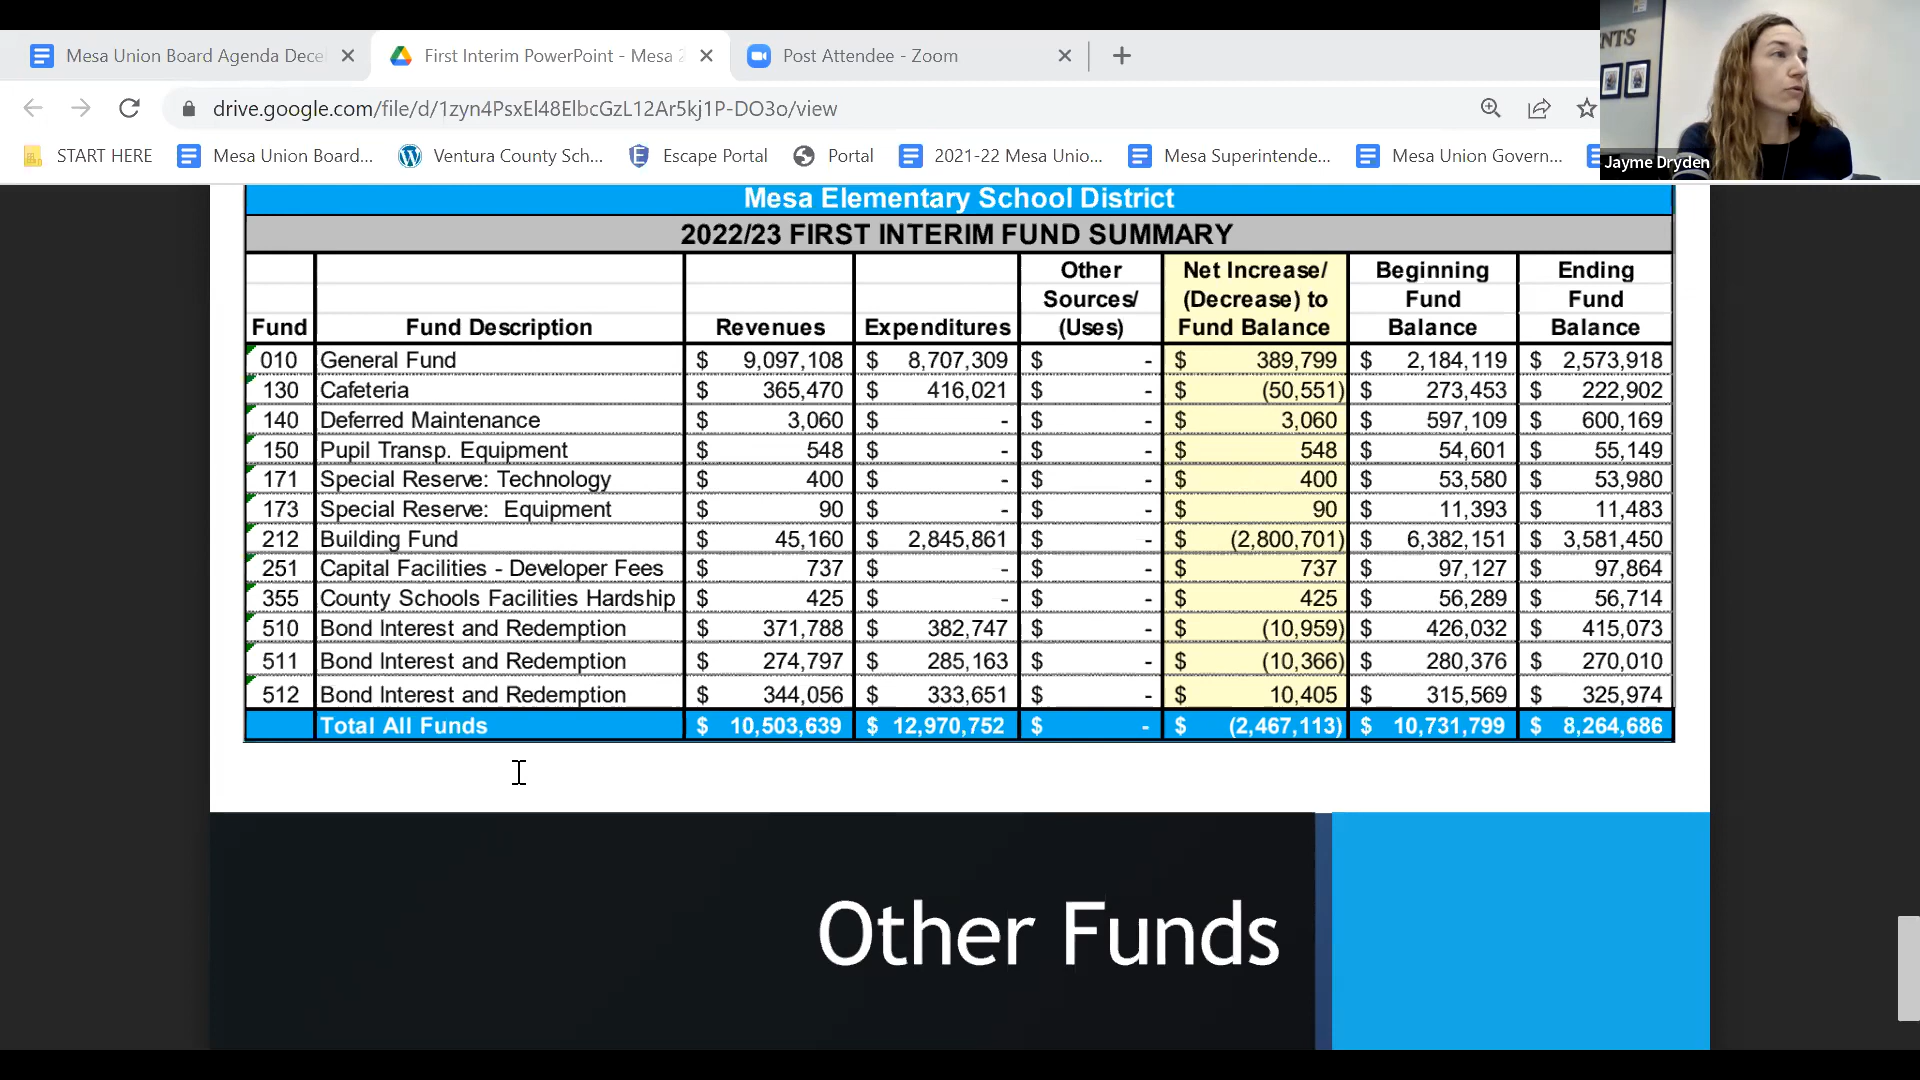 Mesa Union Board Agenda Dece
First Interim PowerPoint - Mesa 2
Post Attendee - Zoom
NTS
drive.google.com/file/d/1zyn4PsxEl48ElbcGzL12Ar5kj1P-DO3o/view
START HERE Mesa Union Board... Ventura County Sch... Escape Portal Portal 2021-22 Mesa Unio... Mesa Superintende... Mesa Union Govern...
Jayme Dryden
Mesa Elementary School District
2022/23 FIRST INTERIM FUND SUMMARY
Other Net Increase/ Beginning Ending
Sources/ (Decrease) to Fund Fund
Fund Fund Description Revenues Expenditures (Uses) Fund Balance Balance Balance
010 General Fund $ 9,097,108 $ 8,707,309 $ - $ 389,799 $ 2,184,119 $ 2,573,918
130 Cafeteria $ 365,470 $ 416,021 $ - $ (50,551) $ 273,453 $ 222,902
140 Deferred Maintenance $ 3,060 $ - $ - $ 3,060 $ 597,109 $ 600,169
150 Pupil Transp. Equipment $ 548 $ - $ - $ 548 $ 54,601 $ 55,149
171 Special Reserve: Technology $ 400 $ - $ - $ 400 $ 53,580 $ 53,980
173 Special Reserve: Equipment $ 90 $ - $ - $ 90 $ 11,393 $ 11,483
212 Building Fund $ 45,160 $ 2,845,861 $ - $ (2,800,701) $ 6,382,151 $ 3,581,450
251 Capital Facilities - Developer Fees $ 737 $ - $ - $ 737 $ 97,127 $ 97,864
355 County Schools Facilities Hardship $ 425 $ - $ - $ 425 $ 56,289 $ 56,714
510 Bond Interest and Redemption $ 371,788 $ 382,747 $ - $ (10,959) $ 426,032 $ 415,073
511 Bond Interest and Redemption $ 274,797 $ 285,163 $ - $ (10,366) $ 280,376 $ 270,010
512 Bond Interest and Redemption $ 344,056 $ 333,651 $ - $ 10,405 $ 315,569 $ 325,974
Total All Funds $ 10,503,639 $ 12,970,752 $ - $ (2,467,113) $ 10,731,799 $ 8,264,686
Other Funds